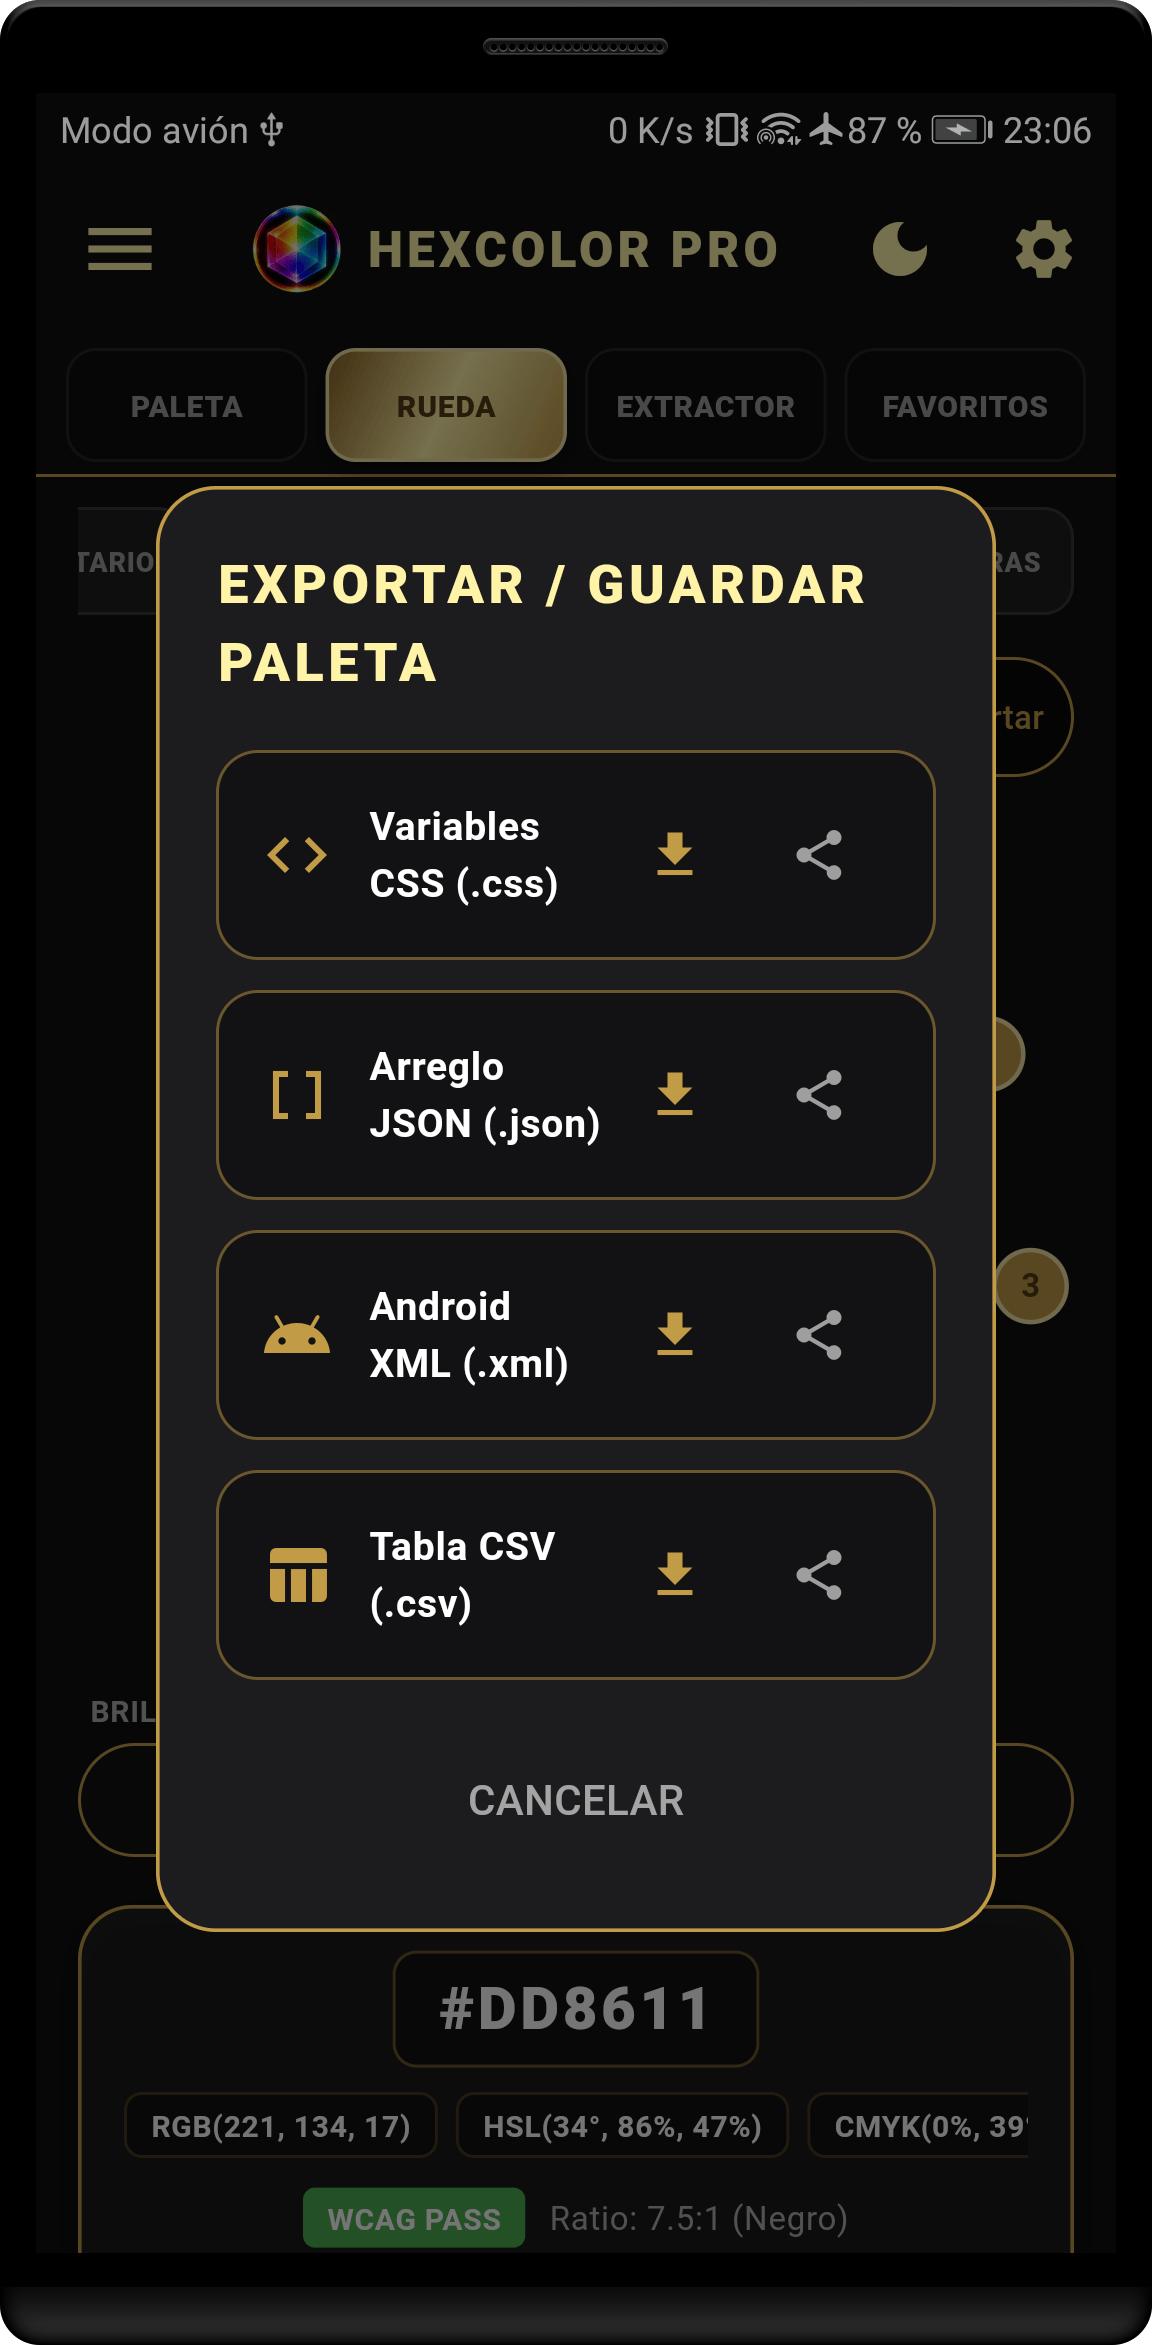 Modo avión 0 K/s 87 % 23:06
HEXCOLOR PRO
PALETA RUEDA EXTRACTOR FAVORITOS
TARIO RAS
EXPORTAR / GUARDAR
PALETA
rtar
Variables
CSS (.css)
Arreglo
JSON (.json)
Android
XML (.xml)
3
Tabla CSV
(.csv)
BRIL
CANCELAR
#DD8611
RGB(221, 134, 17) HSL(34°, 86%, 47%) CMYK(0%, 39%
WCAG PASS Ratio: 7.5:1 (Negro)